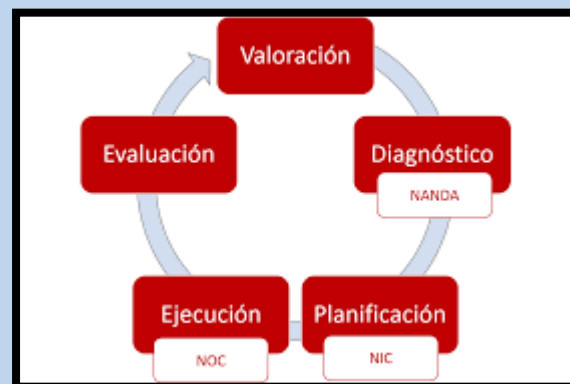 Valoración
Diagnóstico
NANDA
Planificación
NIC
Ejecución
NOC
Evaluación